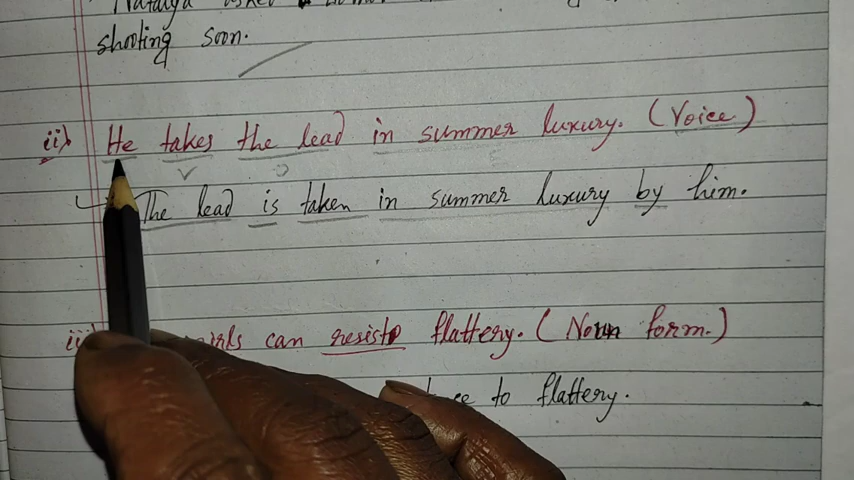 shooting soon.
ii) He takes the lead in summer luxury. (Voice)
The lead is taken in summer luxury by him.
can resist flattery. (Noun form.)
to flattery.